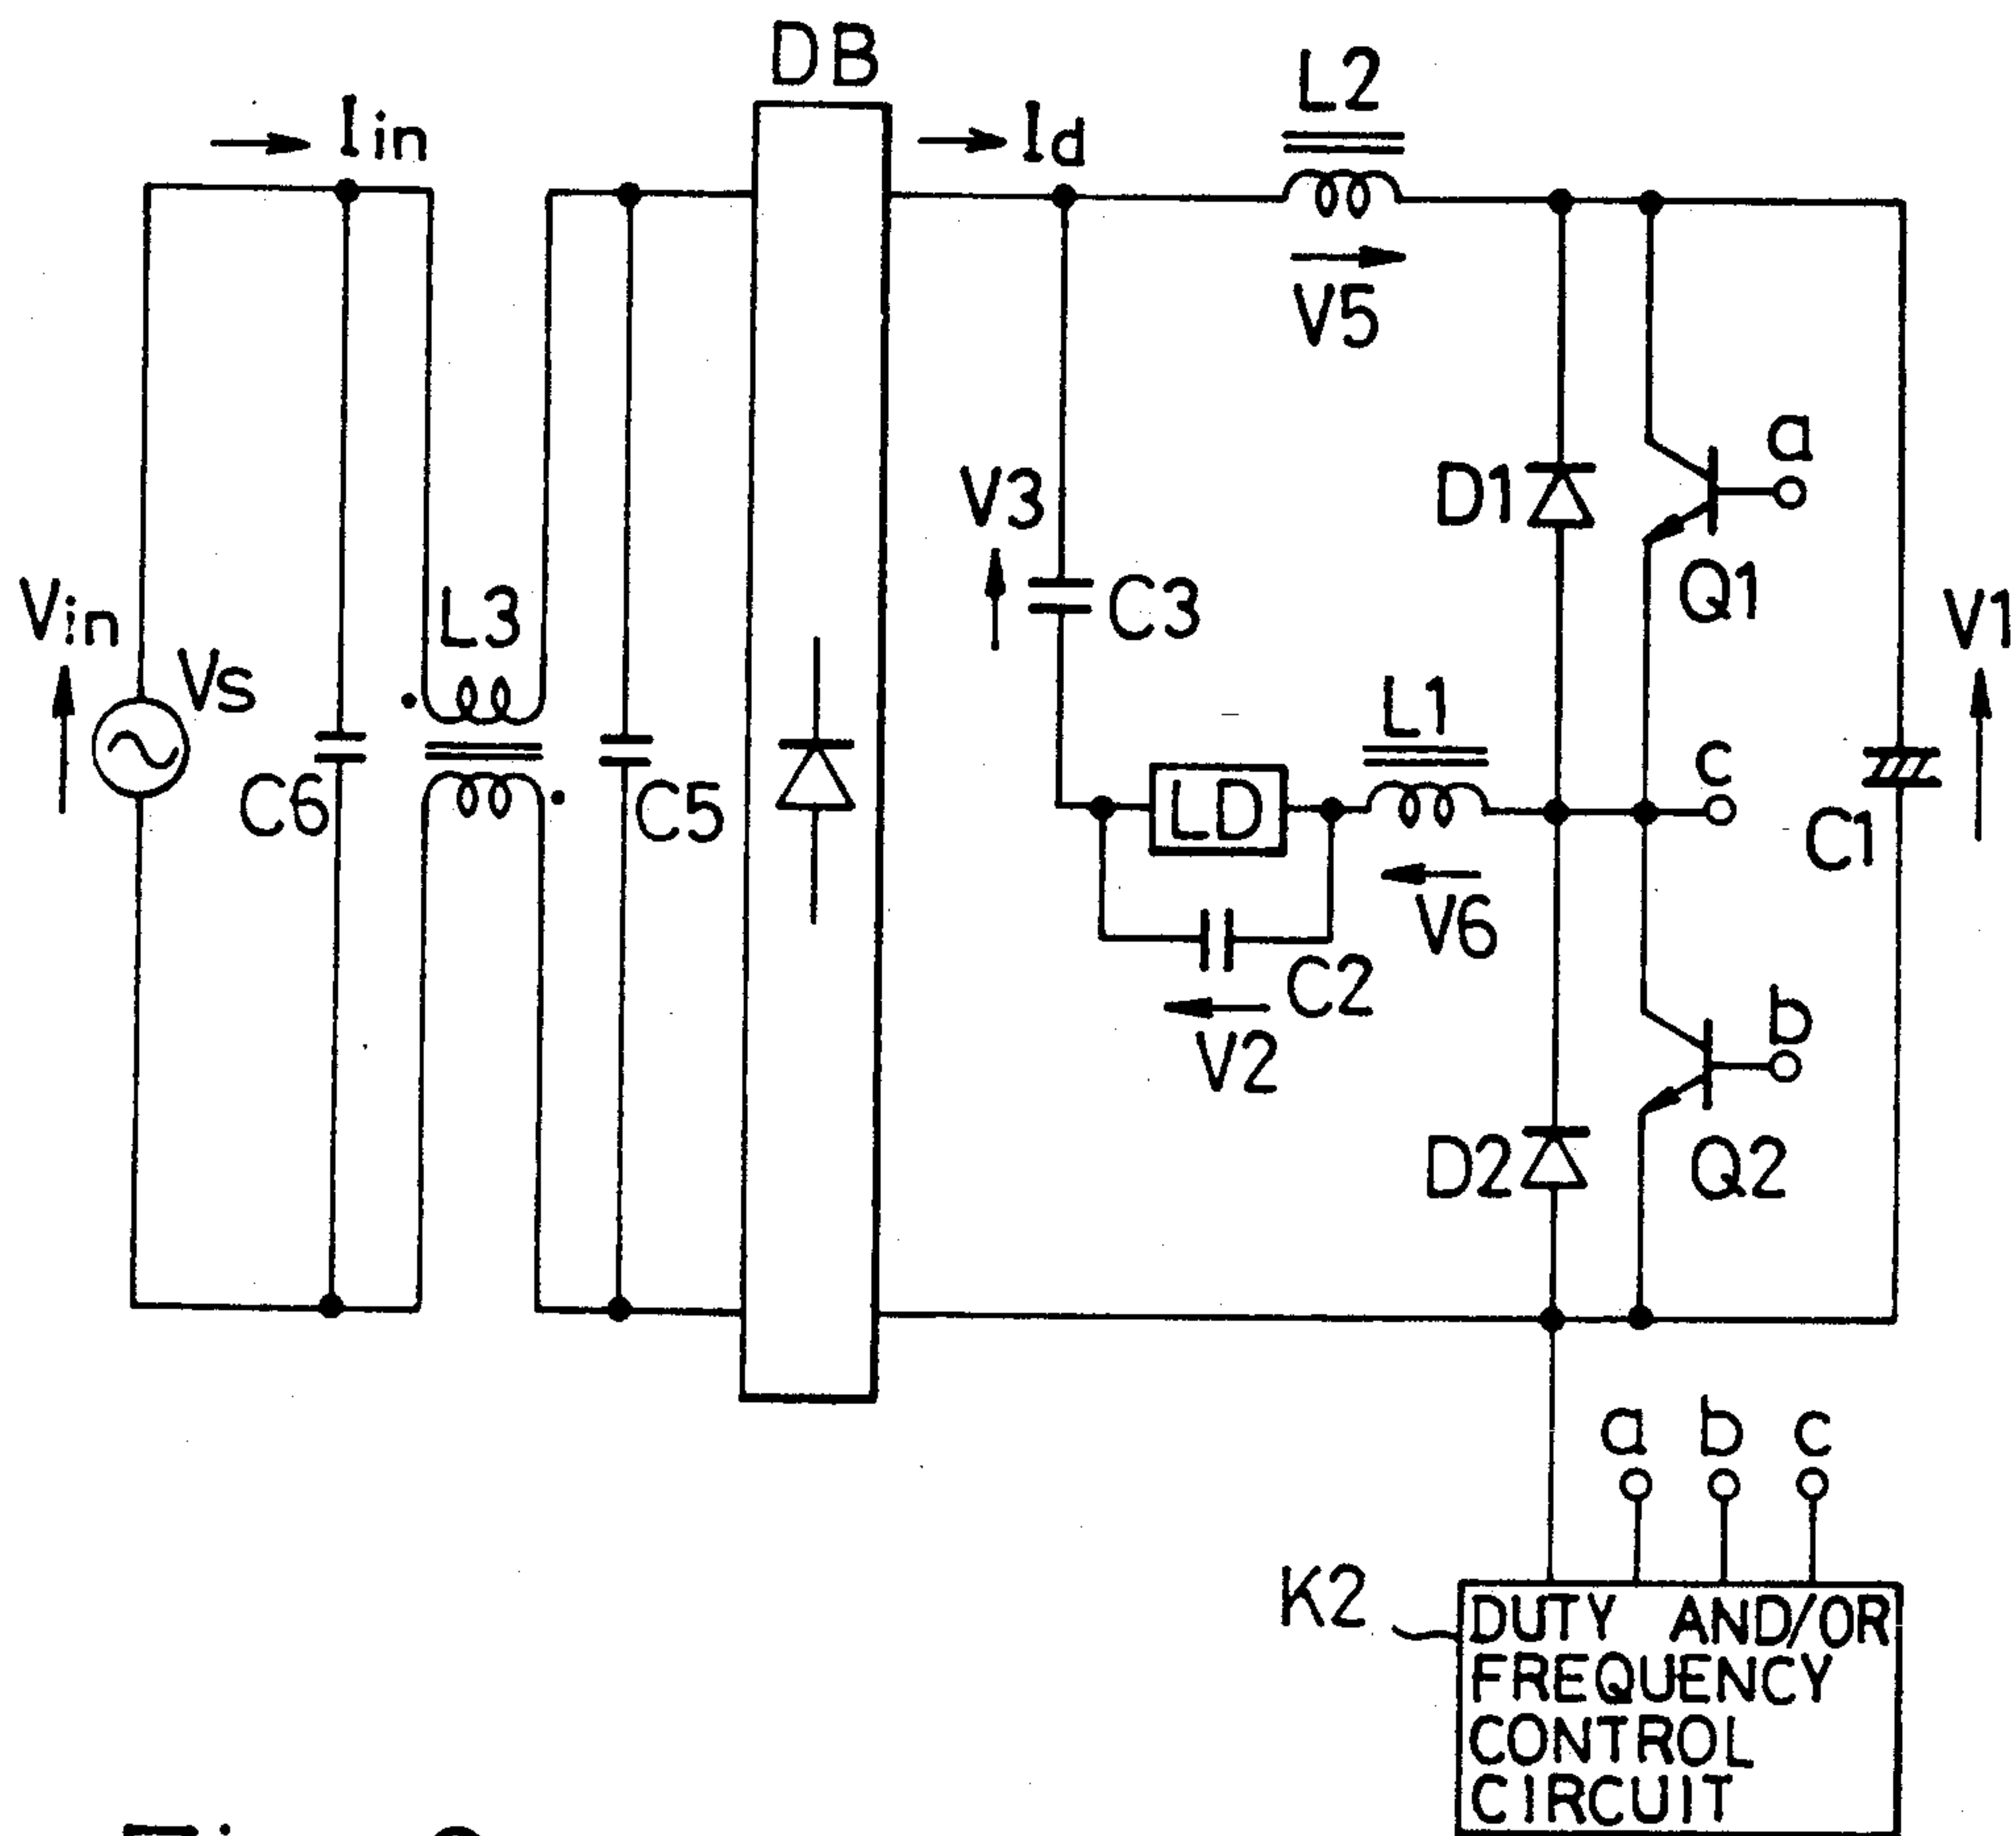 DB
L2
Iin
Id
V5
a
D1
V3
Q1
C3
Vin
L3
V1
Vs
L1
c
C6
C5
LD
C1
V6
C2
b
V2
D2
Q2
a b c
K2
DUTY AND/OR
FREQUENCY
CONTROL
CIRCUIT